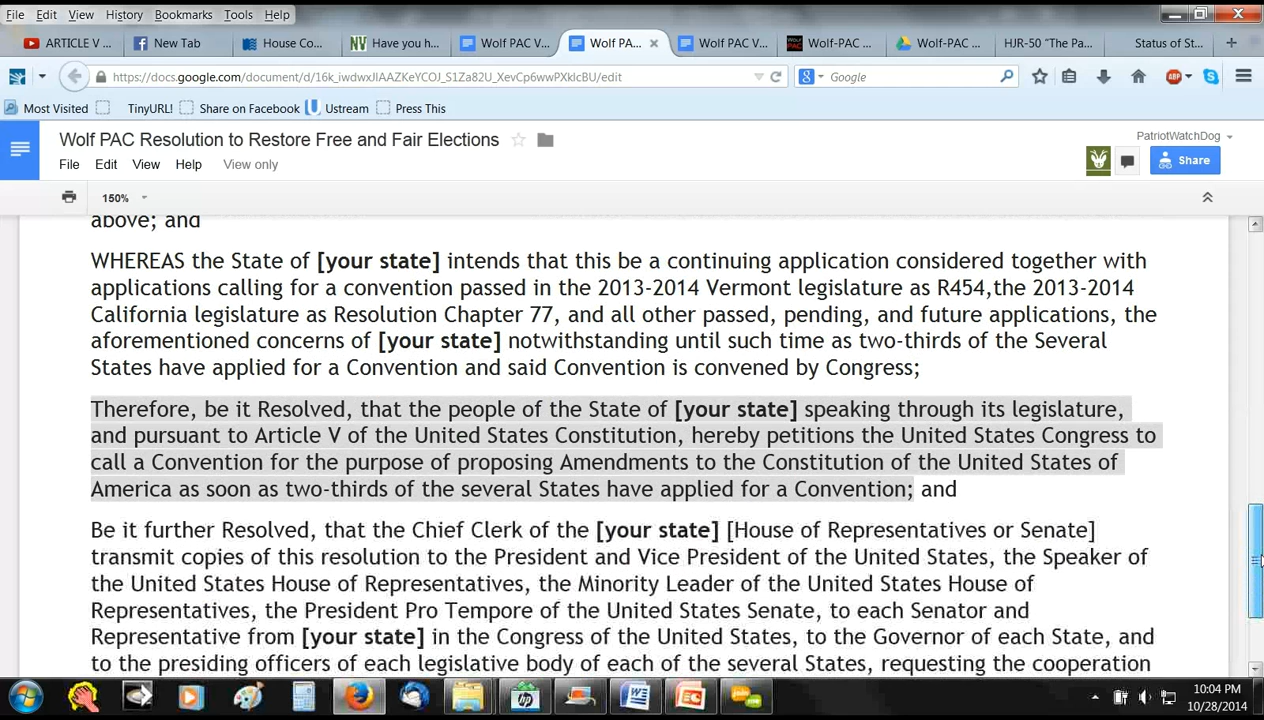 File Edit View History Bookmarks Tools Help
ARTICLE V ... New Tab House Co... Have you h... Wolf PAC V... Wolf PA... Wolf PAC V... Wolf-PAC ... Wolf-PAC ... HJR-50 "The Pa... Status of St...
https://docs.google.com/document/d/16k_iwdwxJlAAZKeYCOJ_S1Za82U_XevCp6wwPXklcBU/edit Google
Most Visited TinyURL! Share on Facebook Ustream Press This
Wolf PAC Resolution to Restore Free and Fair Elections PatriotWatchDog
File Edit View Help View only Share
150%
above; and
WHEREAS the State of [your state] intends that this be a continuing application considered together with
applications calling for a convention passed in the 2013-2014 Vermont legislature as R454,the 2013-2014
California legislature as Resolution Chapter 77, and all other passed, pending, and future applications, the
aforementioned concerns of [your state] notwithstanding until such time as two-thirds of the Several
States have applied for a Convention and said Convention is convened by Congress;
Therefore, be it Resolved, that the people of the State of [your state] speaking through its legislature,
and pursuant to Article V of the United States Constitution, hereby petitions the United States Congress to
call a Convention for the purpose of proposing Amendments to the Constitution of the United States of
America as soon as two-thirds of the several States have applied for a Convention; and
Be it further Resolved, that the Chief Clerk of the [your state] [House of Representatives or Senate]
transmit copies of this resolution to the President and Vice President of the United States, the Speaker of
the United States House of Representatives, the Minority Leader of the United States House of
Representatives, the President Pro Tempore of the United States Senate, to each Senator and
Representative from [your state] in the Congress of the United States, to the Governor of each State, and
to the presiding officers of each legislative body of each of the several States, requesting the cooperation
10:04 PM
10/28/2014